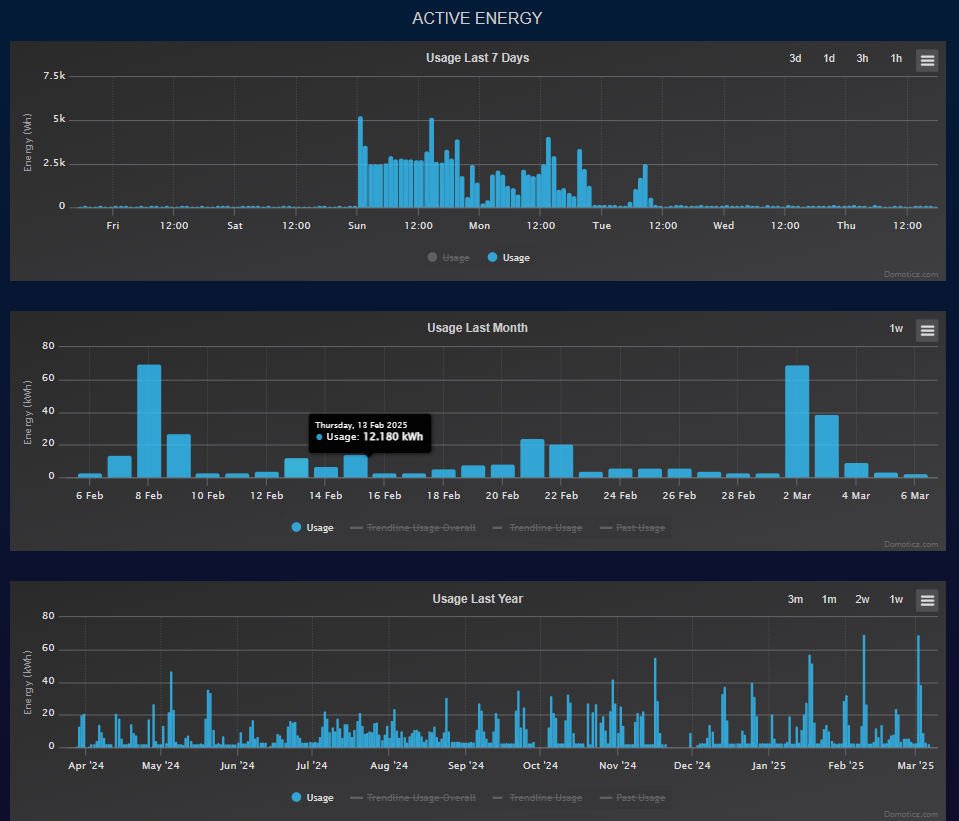 ACTIVE ENERGY
Usage Last 7 Days
3d 1d 3h 1h
Energy (Wh)
7.5k
5k
2.5k
0
Fri 12:00 Sat 12:00 Sun 12:00 Mon 12:00 Tue 12:00 Wed 12:00 Thu 12:00
Usage Usage
Domoticz.com
Usage Last Month
1w
Energy (kWh)
80
60
40
20
0
Thursday, 13 Feb 2025
Usage: 12.180 kWh
6 Feb 8 Feb 10 Feb 12 Feb 14 Feb 16 Feb 18 Feb 20 Feb 22 Feb 24 Feb 26 Feb 28 Feb 2 Mar 4 Mar 6 Mar
Usage Trendline Usage Overall Trendline Usage Past Usage
Domoticz.com
Usage Last Year
3m 1m 2w 1w
Energy (kWh)
80
60
40
20
0
Apr '24 May '24 Jun '24 Jul '24 Aug '24 Sep '24 Oct '24 Nov '24 Dec '24 Jan '25 Feb '25 Mar '25
Usage Trendline Usage Overall Trendline Usage Past Usage
Domoticz.com